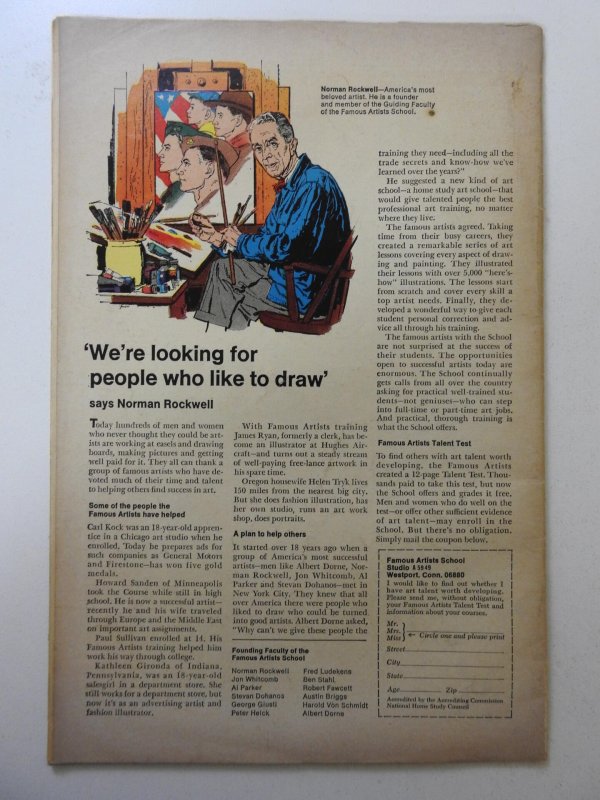 Norman Rockwell—America's most
beloved artist. He is a founder
and member of the Guiding Faculty
of the Famous Artists School.
'We're looking for
people who like to draw'
says Norman Rockwell
Today hundreds of men and women
who never thought they could be art-
ists are working at easels and drawing
boards, making pictures and getting
well paid for it. They all can thank a
group of famous artists who have de-
voted much of their time and talent
to helping others find success in art.
Some of the people the
Famous Artists have helped
Carl Kock was an 18-year-old appren-
tice in a Chicago art studio when he
enrolled. Today he prepares ads for
such companies as General Motors
and Firestone—has won five gold
medals.
Howard Sanden of Minneapolis
took the Course while still in high
school. He is now a successful artist—
recently he and his wife traveled
through Europe and the Middle East
on important art assignments.
Paul Sullivan enrolled at 14. His
Famous Artists training helped him
work his way through college.
Kathleen Gironda of Indiana,
Pennsylvania, was an 18-year-old
salesgirl in a department store. She
still works for a department store, but
now it's as an advertising artist and
fashion illustrator.
With Famous Artists training
James Ryan, formerly a clerk, has be-
come an illustrator at Hughes Air-
craft—and turns out a steady stream
of well-paying free-lance artwork in
his spare time.
Oregon housewife Helen Tryk lives
150 miles from the nearest big city.
But she does fashion illustration, has
her own studio, runs an art work
shop, does portraits.
A plan to help others
It started over 18 years ago when a
group of America's most successful
artists—men like Albert Dorne, Nor-
man Rockwell, Jon Whitcomb, Al
Parker and Stevan Dohanos—met in
New York City. They knew that all
over America there were people who
liked to draw who could be turned
into good artists. Albert Dorne asked,
"Why can't we give these people the
Founding Faculty of the
Famous Artists School
Norman Rockwell
Jon Whitcomb
Al Parker
Stevan Dohanos
George Giusti
Peter Helck
Fred Ludekens
Ben Stahl
Robert Fawcett
Austin Briggs
Harold Von Schmidt
Albert Dorne
training they need—including all the
trade secrets and know-how we've
learned over the years?"
He suggested a new kind of art
school—a home study art school—that
would give talented people the best
professional art training, no matter
where they live.
The famous artists agreed. Taking
time from their busy careers, they
created a remarkable series of art
lessons covering every aspect of draw-
ing and painting. They illustrated
their lessons with over 5,000 "here's-
how" illustrations. The lessons start
from scratch and cover every skill a
top artist needs. Finally, they de-
veloped a wonderful way to give each
student personal correction and ad-
vice all through his training.
The famous artists with the School
are not surprised at the success of
their students. The opportunities
open to successful artists today are
enormous. The School continually
gets calls from all over the country
asking for practical well-trained stu-
dents—not geniuses—who can step
into full-time or part-time art jobs.
And practical, thorough training is
what the School offers.
Famous Artists Talent Test
To find others with art talent worth
developing, the Famous Artists
created a 12-page Talent Test. Thou-
sands paid to take this test, but now
the School offers and grades it free.
Men and women who do well on the
test—or offer other sufficient evidence
of art talent—may enroll in the
School. But there's no obligation.
Simply mail the coupon below.
Famous Artists School
Studio A 5949
Westport, Conn. 06880
I would like to find out whether I
have art talent worth developing.
Please send me, without obligation,
your Famous Artists Talent Test and
information about your courses.
Mr.
Mrs.
Miss
Circle one and please print
Street
City
State
Age Zip
Accredited by the Accrediting Commission
National Home Study Council